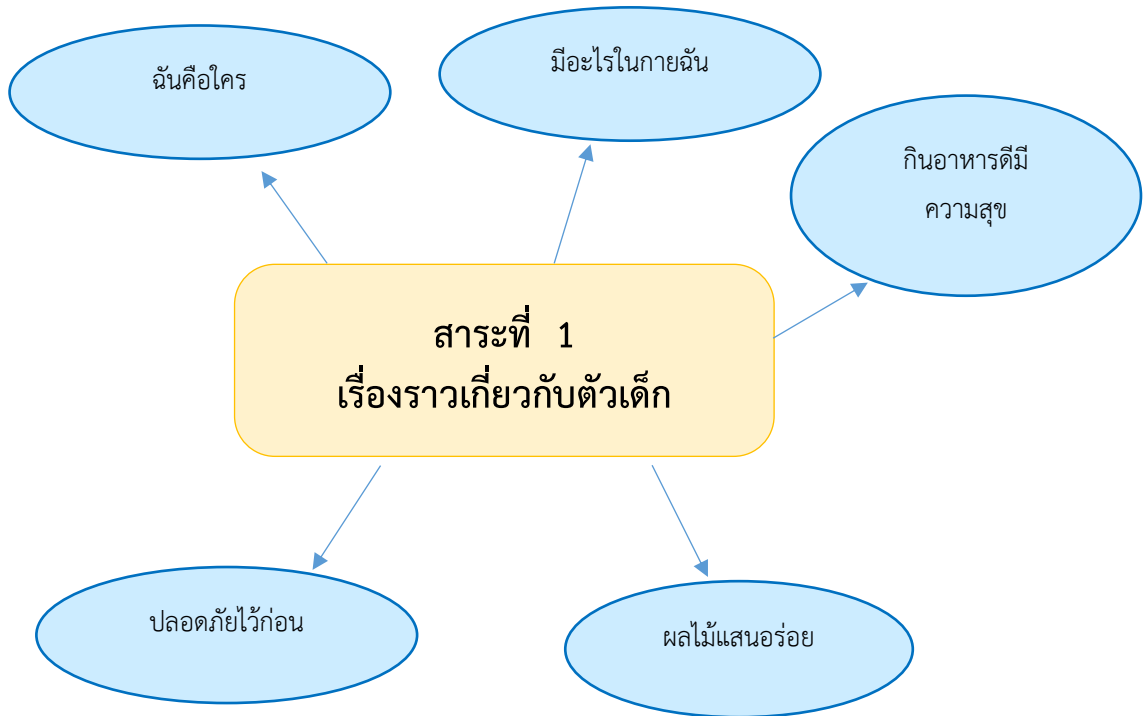 ฉันคือใคร
มีอะไรในกายฉัน
กินอาหารดีมี
ความสุข
สาระที่ 1
เรื่องราวเกี่ยวกับตัวเด็ก
ปลอดภัยไว้ก่อน
ผลไม้แสนอร่อย